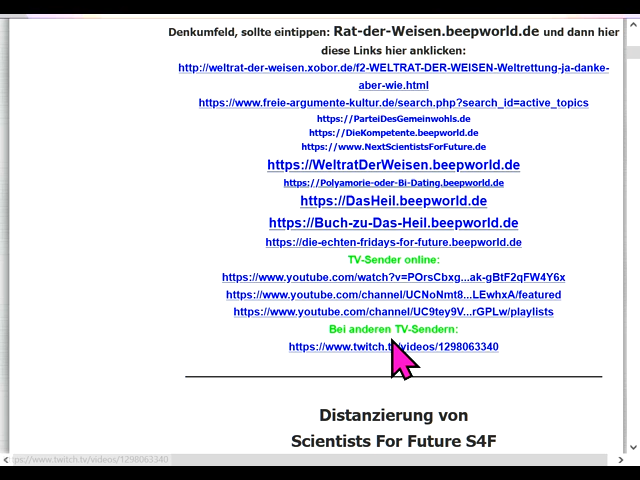 Denkumfeld, sollte eintippen: Rat-der-Weisen.beepworld.de und dann hier
diese Links hier anklicken:
http://weltrat-der-weisen.xobor.de/f2-WELTRAT-DER-WEISEN-Weltrettung-ja-danke-
aber-wie.html
https://www.freie-argumente-kultur.de/search.php?search_id=active_topics
https://ParteiDesGemeinwohls.de
https://DieKompetente.beepworld.de
https://www.NextScientistsForFuture.de
https://WeltratDerWeisen.beepworld.de
https://Polyamorie-oder-Bi-Dating.beepworld.de
https://DasHeil.beepworld.de
https://Buch-zu-Das-Heil.beepworld.de
https://die-echten-fridays-for-future.beepworld.de
TV-Sender online:
https://www.youtube.com/watch?v=POrsCbxg...ak-gBtF2qFW4Y6x
https://www.youtube.com/channel/UCNoNmt8...LEwhxA/featured
https://www.youtube.com/channel/UC9tey9V...rGPLw/playlists
Bei anderen TV-Sendern:
https://www.twitch.tv/videos/1298063340
Distanzierung von
Scientists For Future S4F
ps://www.twitch.tv/videos/1298063340